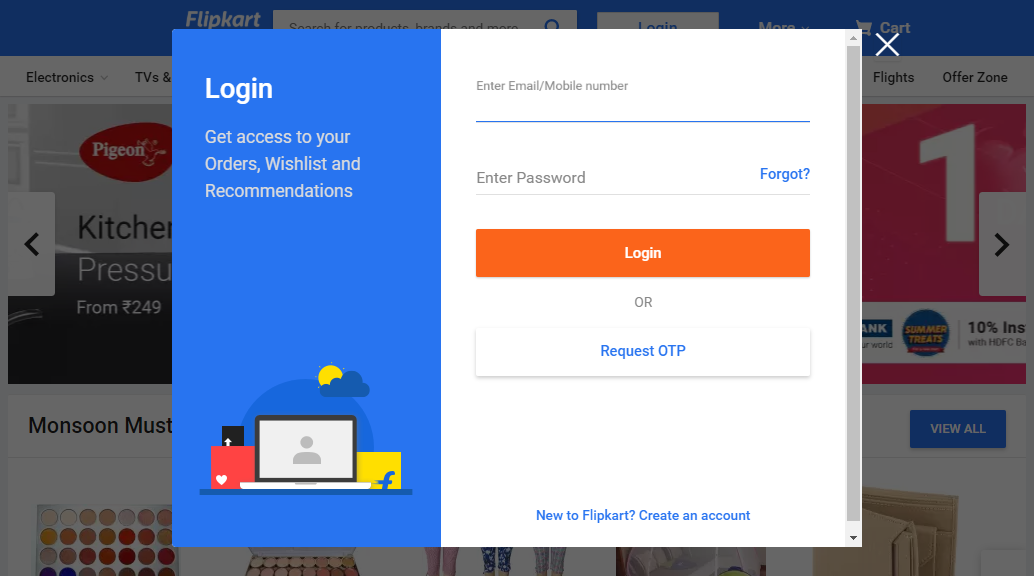 Flipkart
Search for products, brands and more
Login
More
Cart
Electronics
TVs &
Flights
Offer Zone
Login
Get access to your
Orders, Wishlist and
Recommendations
Enter Email/Mobile number
Enter Password
Forgot?
Login
OR
Request OTP
New to Flipkart? Create an account
Pigeon
Kitchen
Pressu
From ₹249
1
ANK
ur world
SUMMER
TREATS
10% Ins
with HDFC Ba
Monsoon Must
VIEW ALL